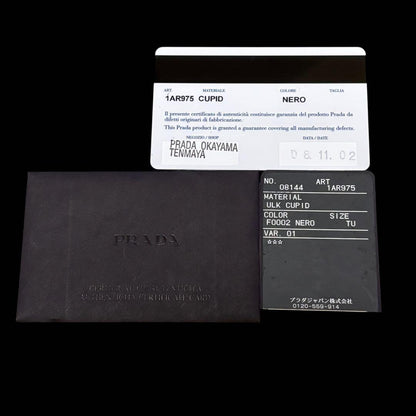 ART MATERIALE COLORE TAGLIA
1AR975 CUPID NERO
Il presente certificato di autenticità costituisce garanzia del prodotto Prada da
difetti originari di fabbricazione.
This Prada product is granted a guarantee covering all manufacturing defects.
NEGOZIO / SHOP DATA / DATE
PRADA OKAYAMA
TENMAYA
06 11.02
NO. ART
08144 1AR975
MATERIAL
ULK CUPID
COLOR SIZE
F0002 NERO TU
VAR. 01
☆☆☆
プラダジャパン株式会社
0120-559-914
PRADA
CERTIFICATE CARD